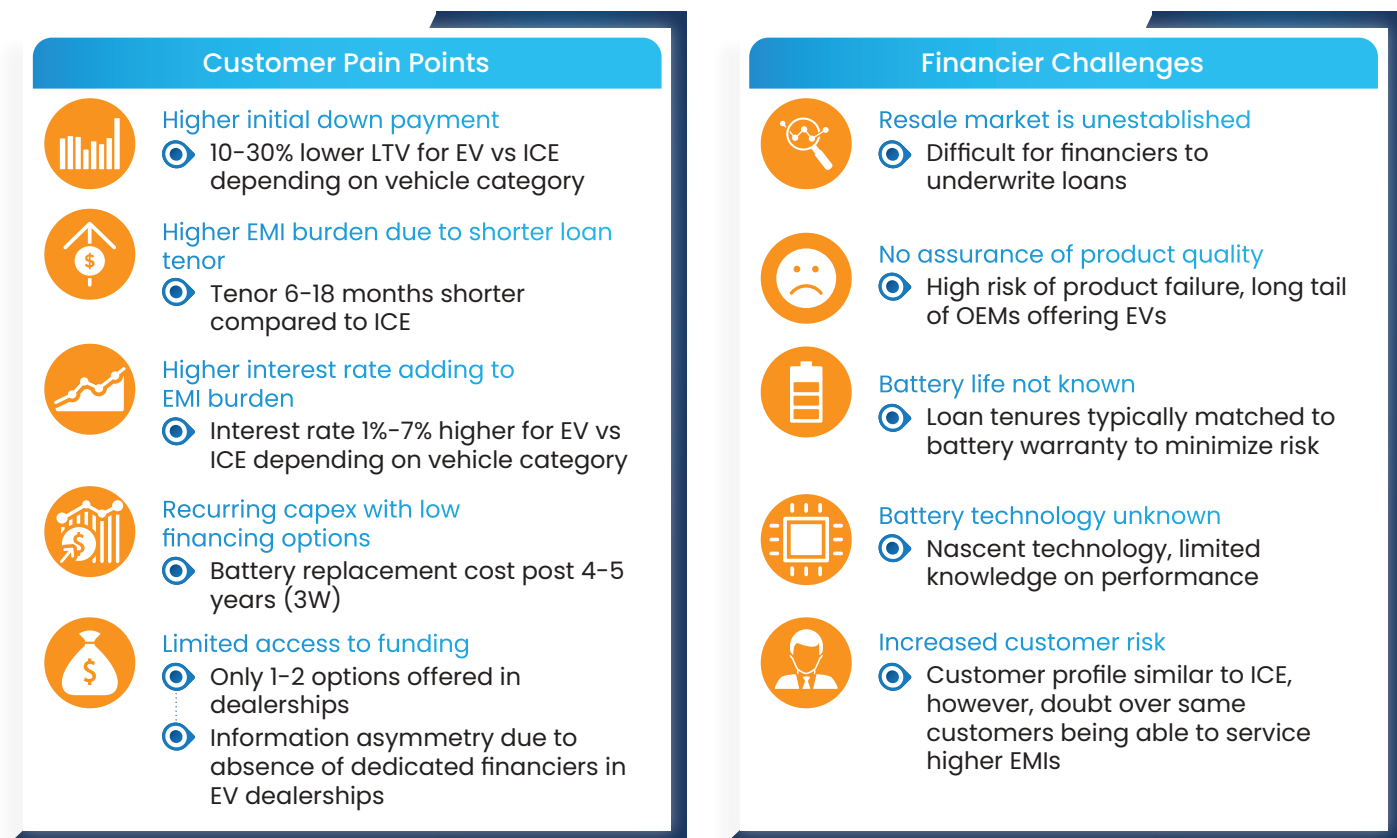 Customer Pain Points
Higher initial down payment
10-30% lower LTV for EV vs ICE
depending on vehicle category
Higher EMI burden due to shorter loan
tenor
Tenor 6-18 months shorter
compared to ICE
Higher interest rate adding to
EMI burden
Interest rate 1%-7% higher for EV vs
ICE depending on vehicle category
Recurring capex with low
financing options
Battery replacement cost post 4-5
years (3W)
Limited access to funding
Only 1-2 options offered in
dealerships
Information asymmetry due to
absence of dedicated financiers in
EV dealerships
Financier Challenges
Resale market is unestablished
Difficult for financiers to
underwrite loans
No assurance of product quality
High risk of product failure, long tail
of OEMs offering EVs
Battery life not known
Loan tenures typically matched to
battery warranty to minimize risk
Battery technology unknown
Nascent technology, limited
knowledge on performance
Increased customer risk
Customer profile similar to ICE,
however, doubt over same
customers being able to service
higher EMIs